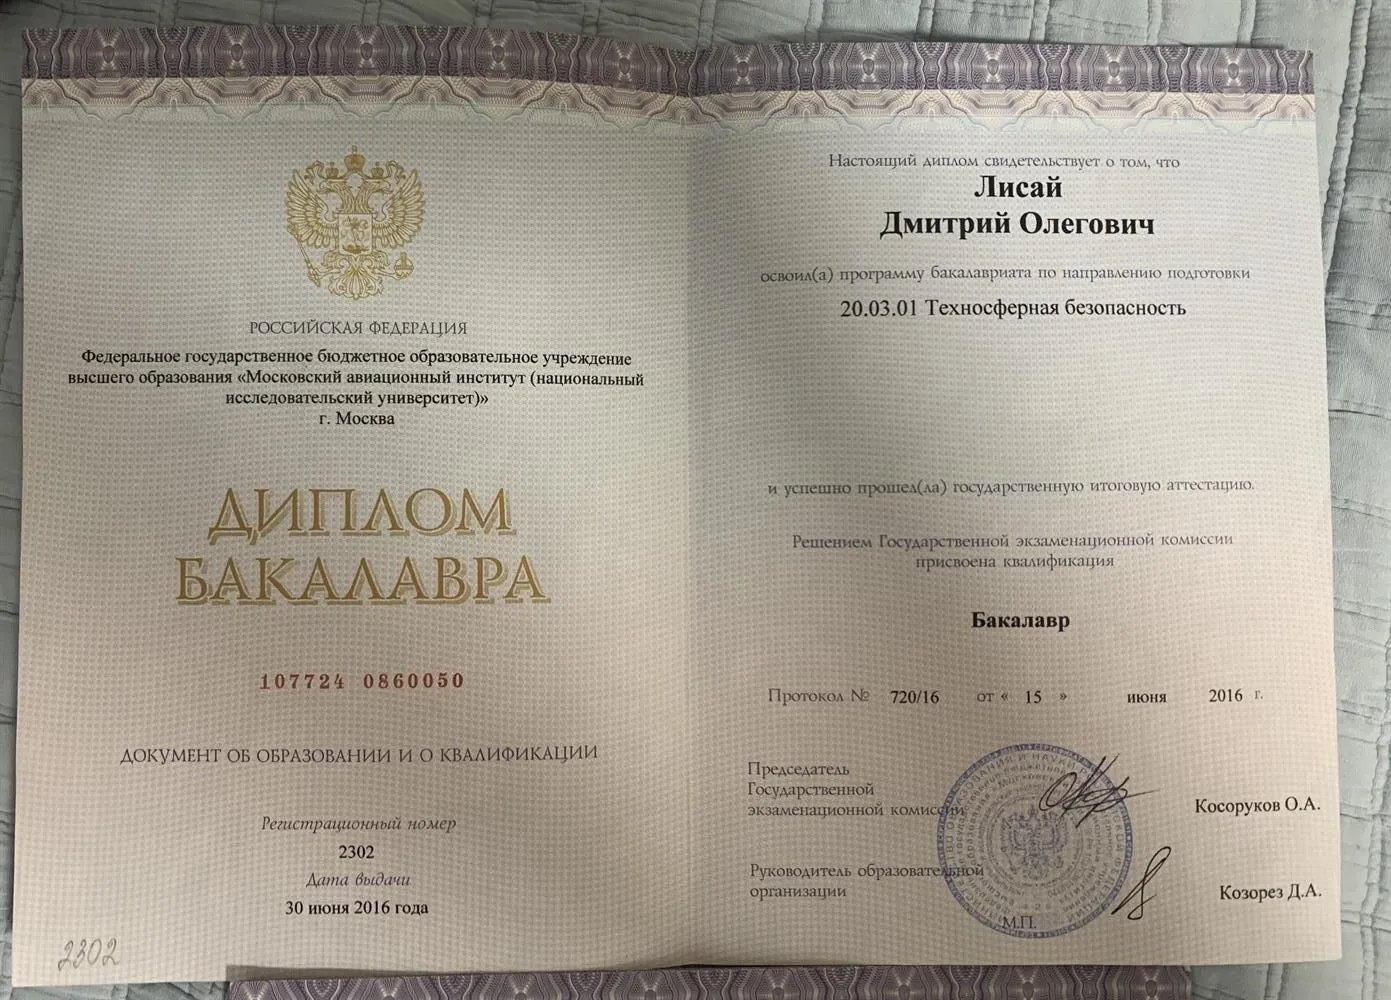 РОССИЙСКАЯ ФЕДЕРАЦИЯ
Федеральное государственное бюджетное образовательное учреждение
высшего образования «Московский авиационный институт (национальный
исследовательский университет)»
г. Москва
ДИПЛОМ
БАКАЛАВРА
107724 0860050
ДОКУМЕНТ ОБ ОБРАЗОВАНИИ И О КВАЛИФИКАЦИИ
Регистрационный номер
2302
Дата выдачи
30 июня 2016 года
2302
Настоящий диплом свидетельствует о том, что
Лисай
Дмитрий Олегович
освоил(а) программу бакалавриата по направлению подготовки
20.03.01 Техносферная безопасность
и успешно прошел(ла) государственную итоговую аттестацию.
Решением Государственной экзаменационной комиссии
присвоена квалификация
Бакалавр
Протокол № 720/16 от « 15 » июня 2016 г.
Председатель
Государственной
экзаменационной комиссии
Косоруков О.А.
Руководитель образовательной
организации
Козорез Д.А.
М.П.